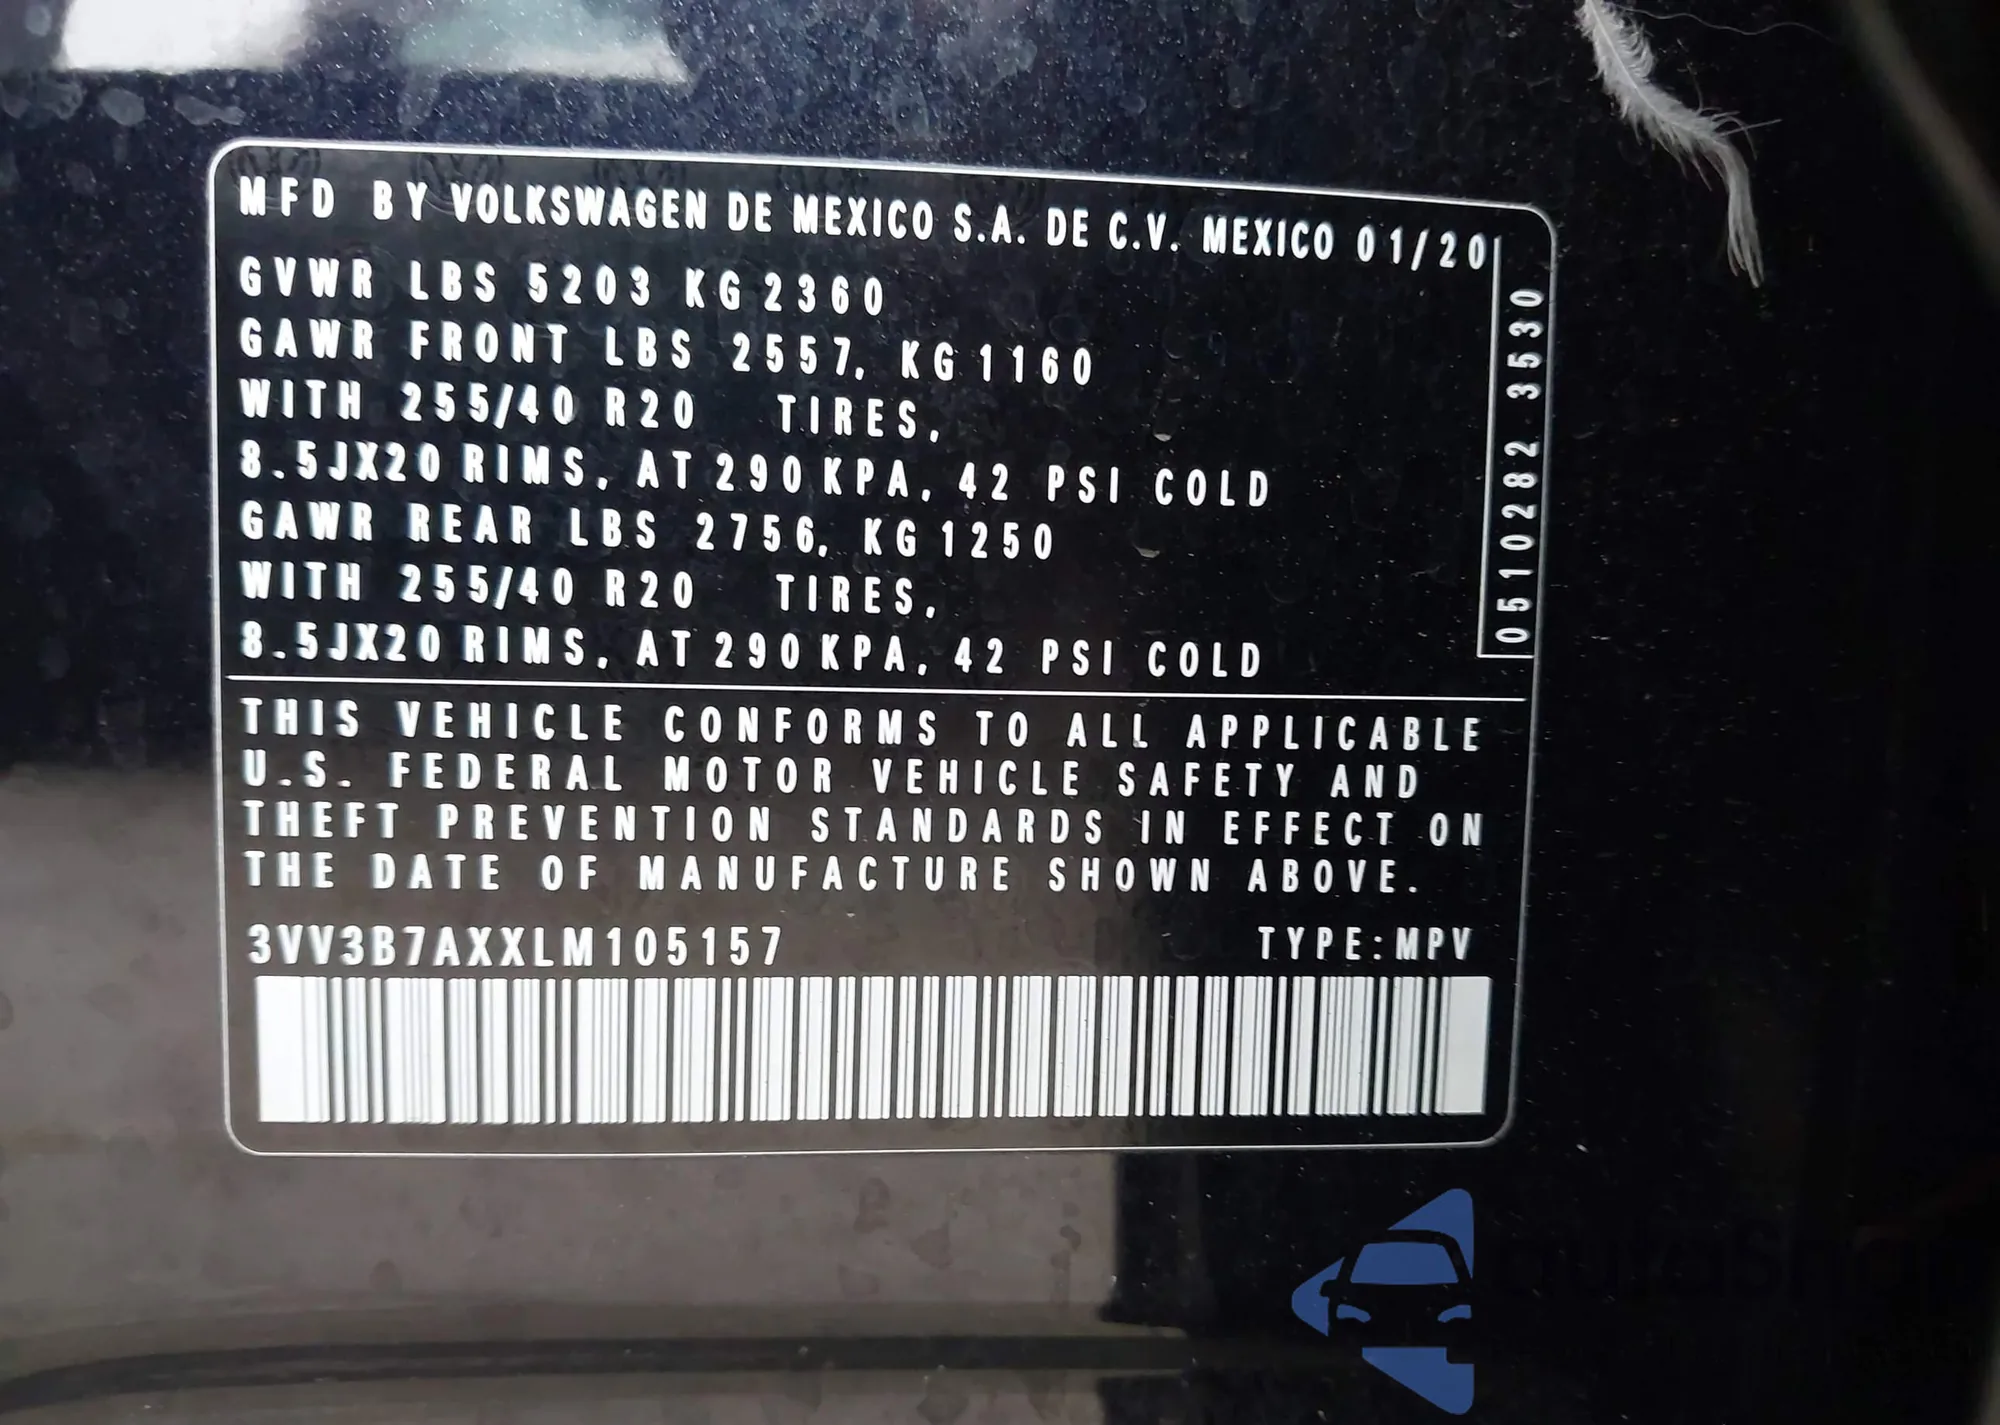 MFD BY VOLKSWAGEN DE MEXICO S.A. DE C.V. MEXICO 01/20
GVWR LBS 5203 KG 2360
GAWR FRONT LBS 2557, KG 1160
WITH 255/40 R20 TIRES,
8.5JX20 RIMS, AT 290 KPA, 42 PSI COLD
GAWR REAR LBS 2756, KG 1250
WITH 255/40 R20 TIRES,
8.5JX20 RIMS, AT 290 KPA, 42 PSI COLD
0510282 3530
THIS VEHICLE CONFORMS TO ALL APPLICABLE
U.S. FEDERAL MOTOR VEHICLE SAFETY AND
THEFT PREVENTION STANDARDS IN EFFECT ON
THE DATE OF MANUFACTURE SHOWN ABOVE.
3VV3B7AXXLM105157 TYPE:MPV